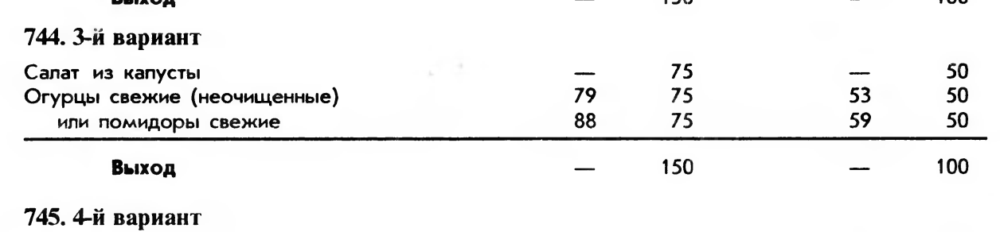 Выход — 150 — 100
744. 3-й вариант
Салат из капусты — 75 — 50
Огурцы свежие (неочищенные) 79 75 53 50
или помидоры свежие 88 75 59 50
Выход — 150 — 100
745. 4-й вариант